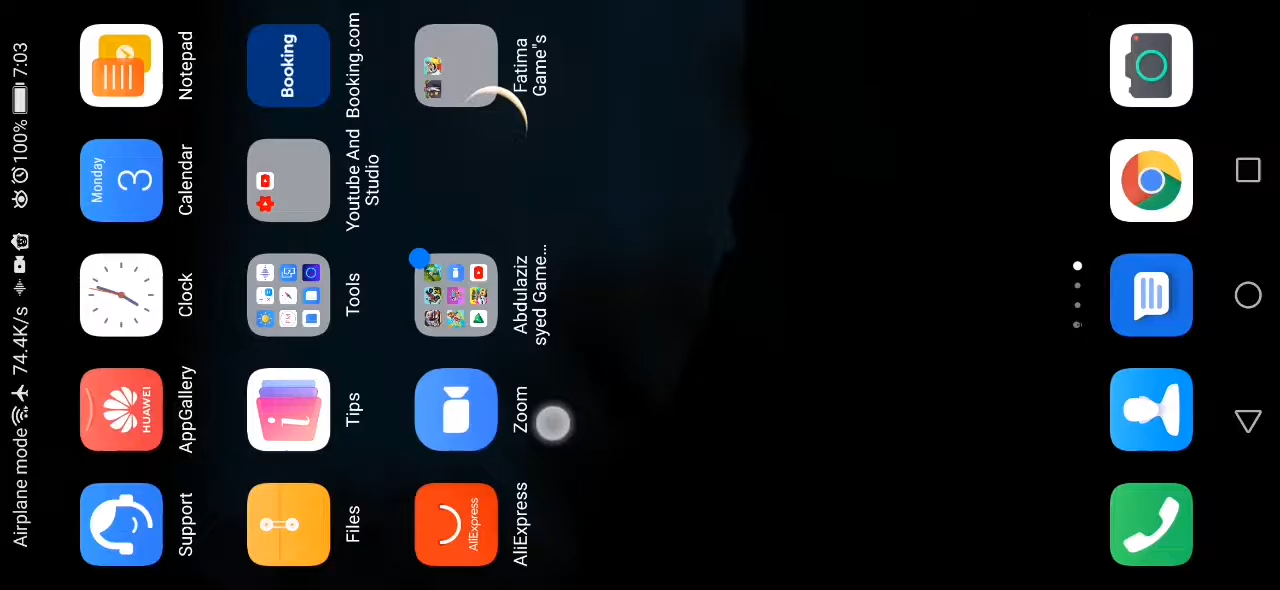 Airplane mode 74.4K/s 100% 7:03
Support
AppGallery
Clock
Calendar
Notepad
HUAWEI
Monday
3
Files
Tips
Tools
Youtube And
Studio
Booking.com
Booking
AliExpress
AliExpress
Zoom
Abdulaziz
syed Game...
Fatima
Game"s